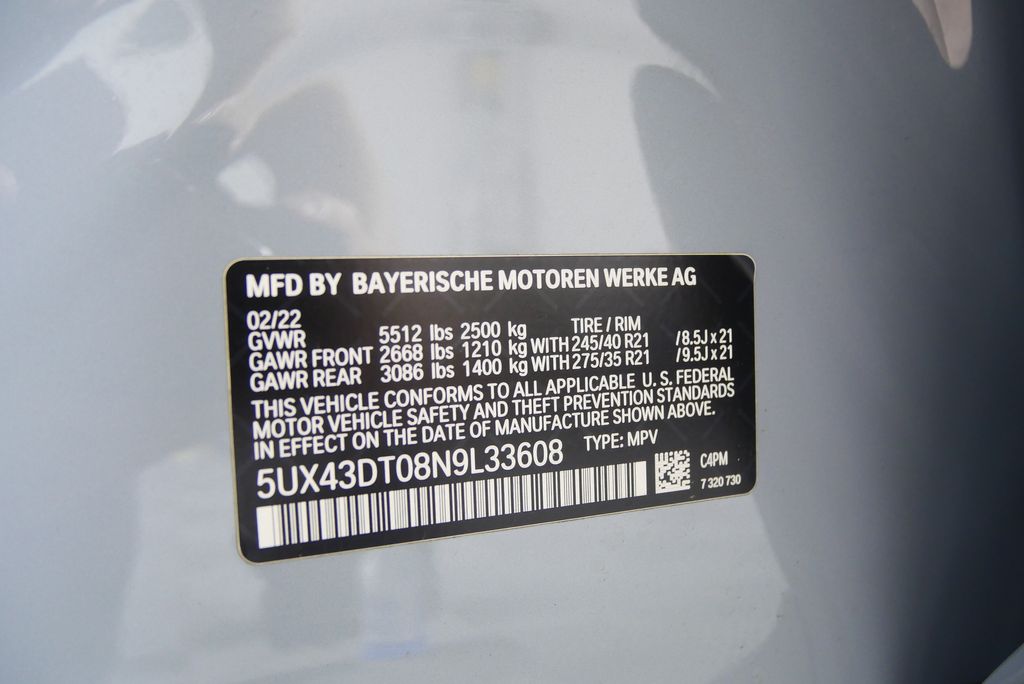 MFD BY BAYERISCHE MOTOREN WERKE AG
02/22 TIRE / RIM
GVWR 5512 lbs 2500 kg
GAWR FRONT 2668 lbs 1210 kg WITH 245/40 R21 /8.5J x 21
GAWR REAR 3086 lbs 1400 kg WITH 275/35 R21 /9.5J x 21
THIS VEHICLE CONFORMS TO ALL APPLICABLE U. S. FEDERAL
MOTOR VEHICLE SAFETY AND THEFT PREVENTION STANDARDS
IN EFFECT ON THE DATE OF MANUFACTURE SHOWN ABOVE.
5UX43DT08N9L33608 TYPE: MPV
C4PM
7 320 730